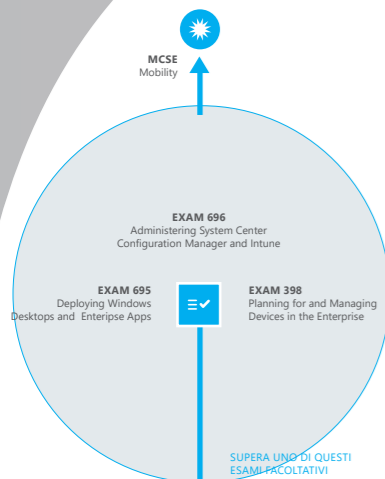 MCSE
Mobility
EXAM 696
Administering System Center
Configuration Manager and Intune
EXAM 695
Deploying Windows
Desktops and Enteripse Apps
EXAM 398
Planning for and Managing
Devices in the Enterprise
SUPERA UNO DI QUESTI
ESAMI FACOLTATIVI